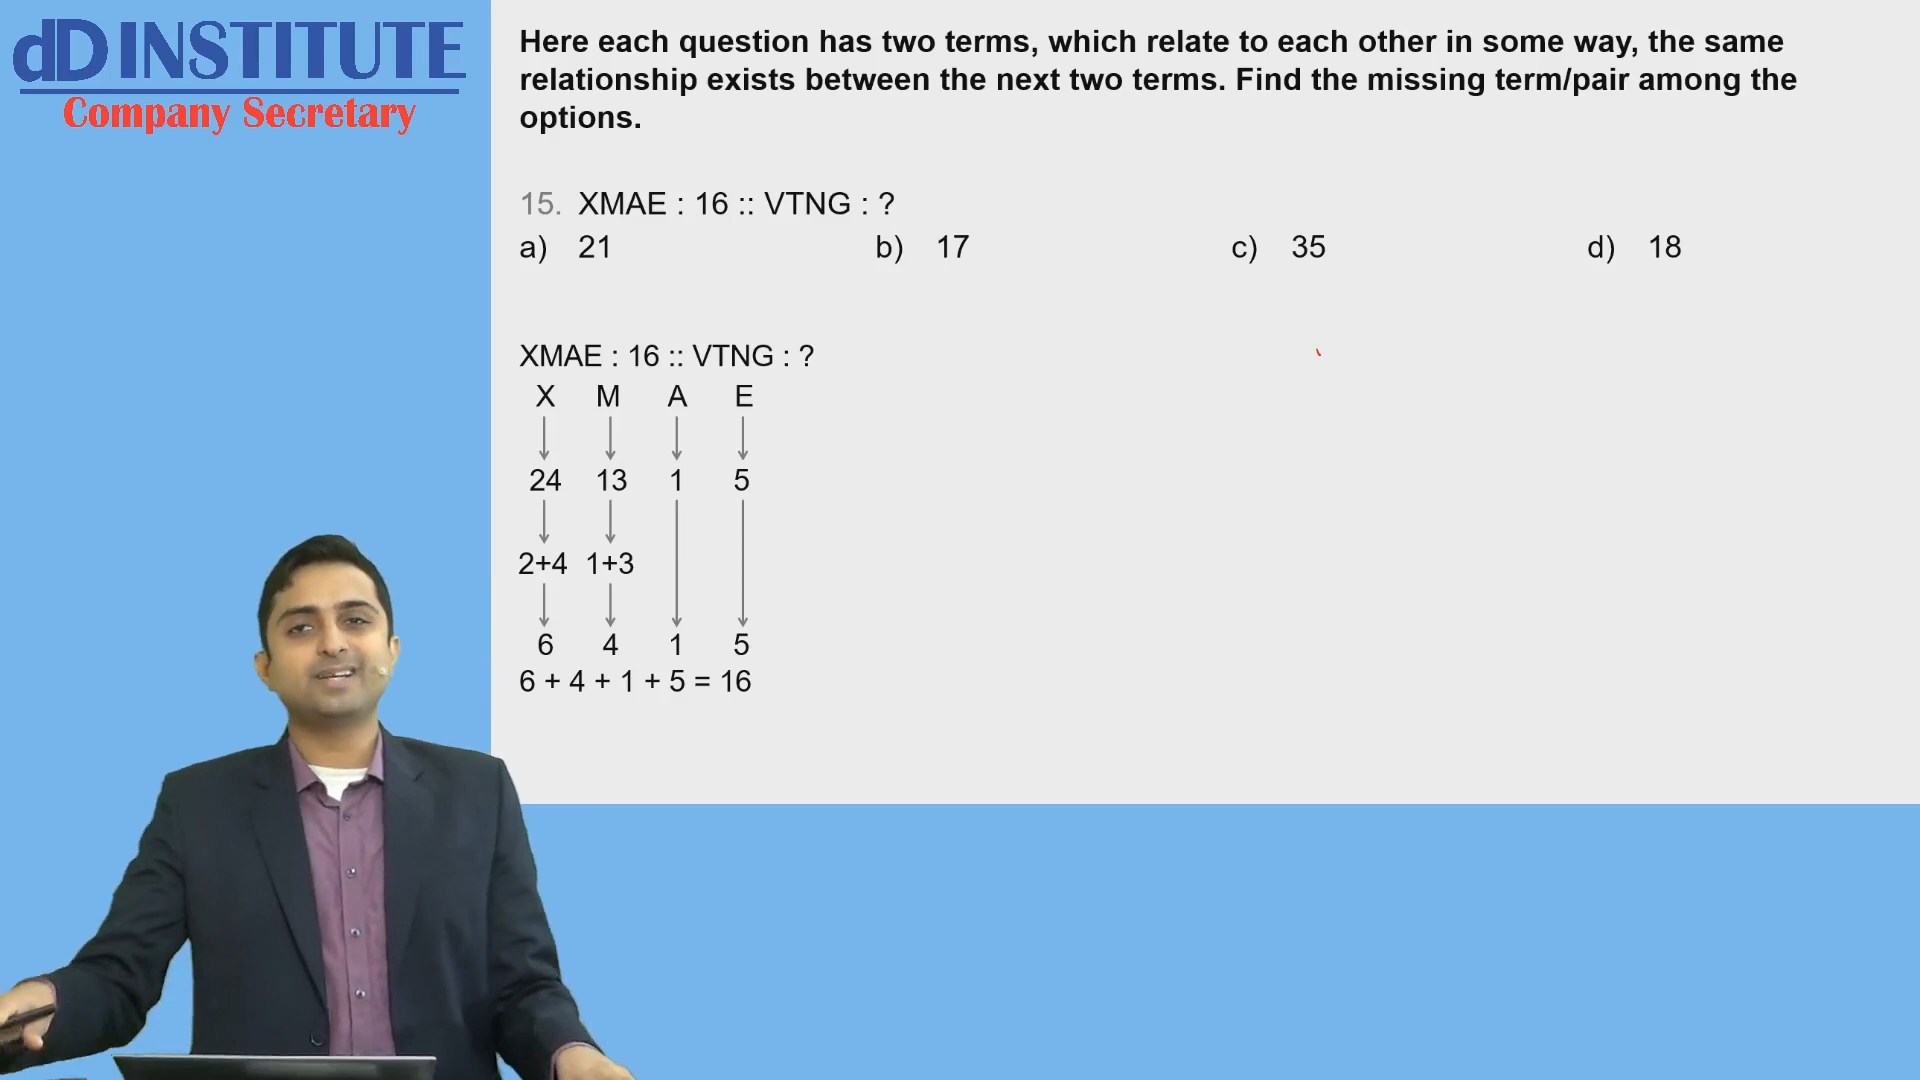 dD INSTITUTE
Company Secretary
Here each question has two terms, which relate to each other in some way, the same
relationship exists between the next two terms. Find the missing term/pair among the
options.
15. XMAE : 16 :: VTNG : ?
a) 21 b) 17 c) 35 d) 18
XMAE : 16 :: VTNG : ?
X M A E
24 13 1 5
2+4 1+3
6 4 1 5
6 + 4 + 1 + 5 = 16